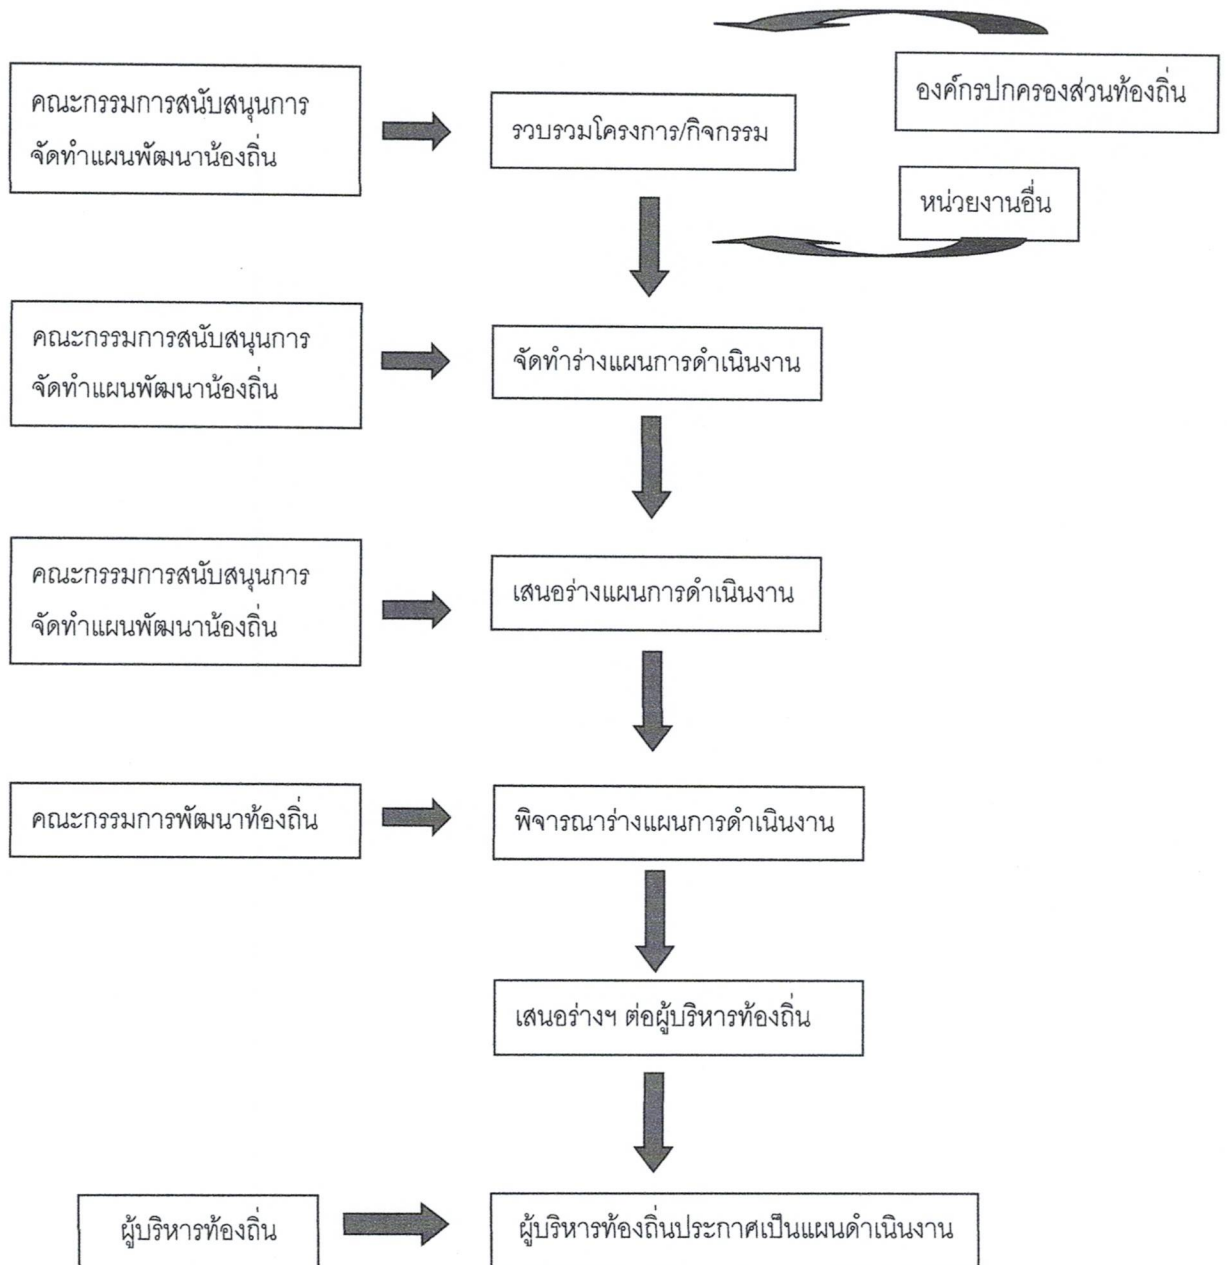 องค์กรปกครองส่วนท้องถิ่น
คณะกรรมการสนับสนุนการ
จัดทำแผนพัฒนาน้องถิ่น
รวบรวมโครงการ/กิจกรรม
หน่วยงานอื่น
คณะกรรมการสนับสนุนการ
จัดทำแผนพัฒนาน้องถิ่น
จัดทำร่างแผนการดำเนินงาน
คณะกรรมการสนับสนุนการ
จัดทำแผนพัฒนาน้องถิ่น
เสนอร่างแผนการดำเนินงาน
คณะกรรมการพัฒนาท้องถิ่น
พิจารณาร่างแผนการดำเนินงาน
เสนอร่างฯ ต่อผู้บริหารท้องถิ่น
ผู้บริหารท้องถิ่น
ผู้บริหารท้องถิ่นประกาศเป็นแผนดำเนินงาน